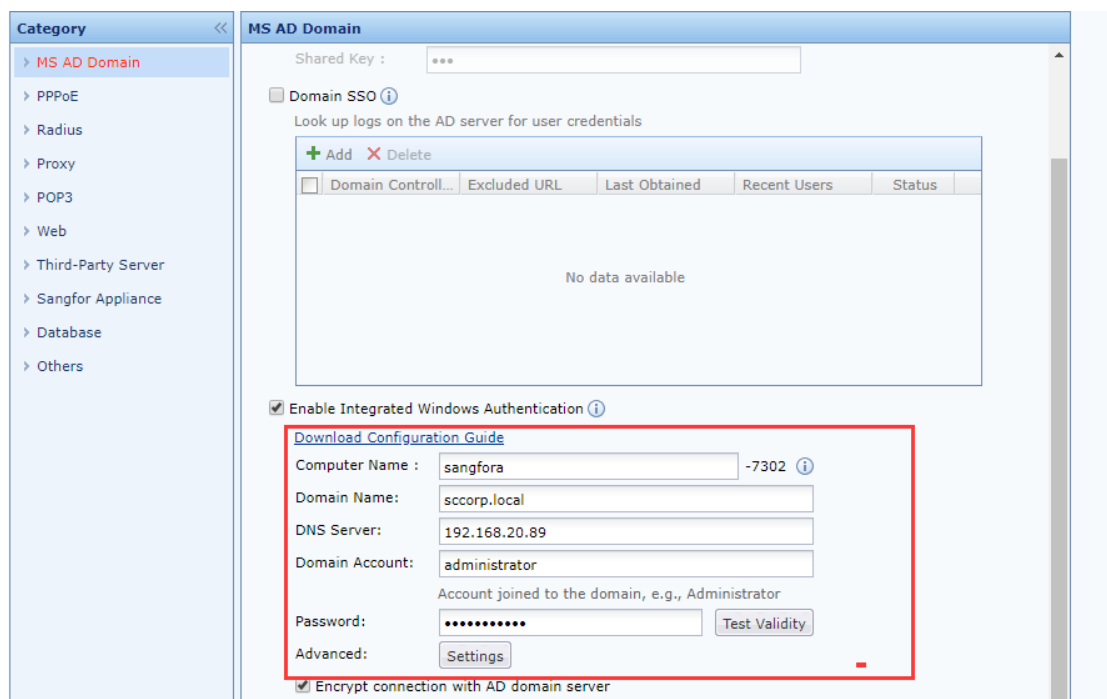 Category
MS AD Domain
PPPoE
Radius
Proxy
POP3
Web
Third-Party Server
Sangfor Appliance
Database
Others
MS AD Domain
Shared Key :
Domain SSO
Look up logs on the AD server for user credentials
Add Delete
Domain Controll... Excluded URL Last Obtained Recent Users Status
No data available
Enable Integrated Windows Authentication
Download Configuration Guide
Computer Name : sangfora -7302
Domain Name: sccorp.local
DNS Server: 192.168.20.89
Domain Account: administrator
Account joined to the domain, e.g., Administrator
Password: ••••••••••• Test Validity
Advanced: Settings
Encrypt connection with AD domain server